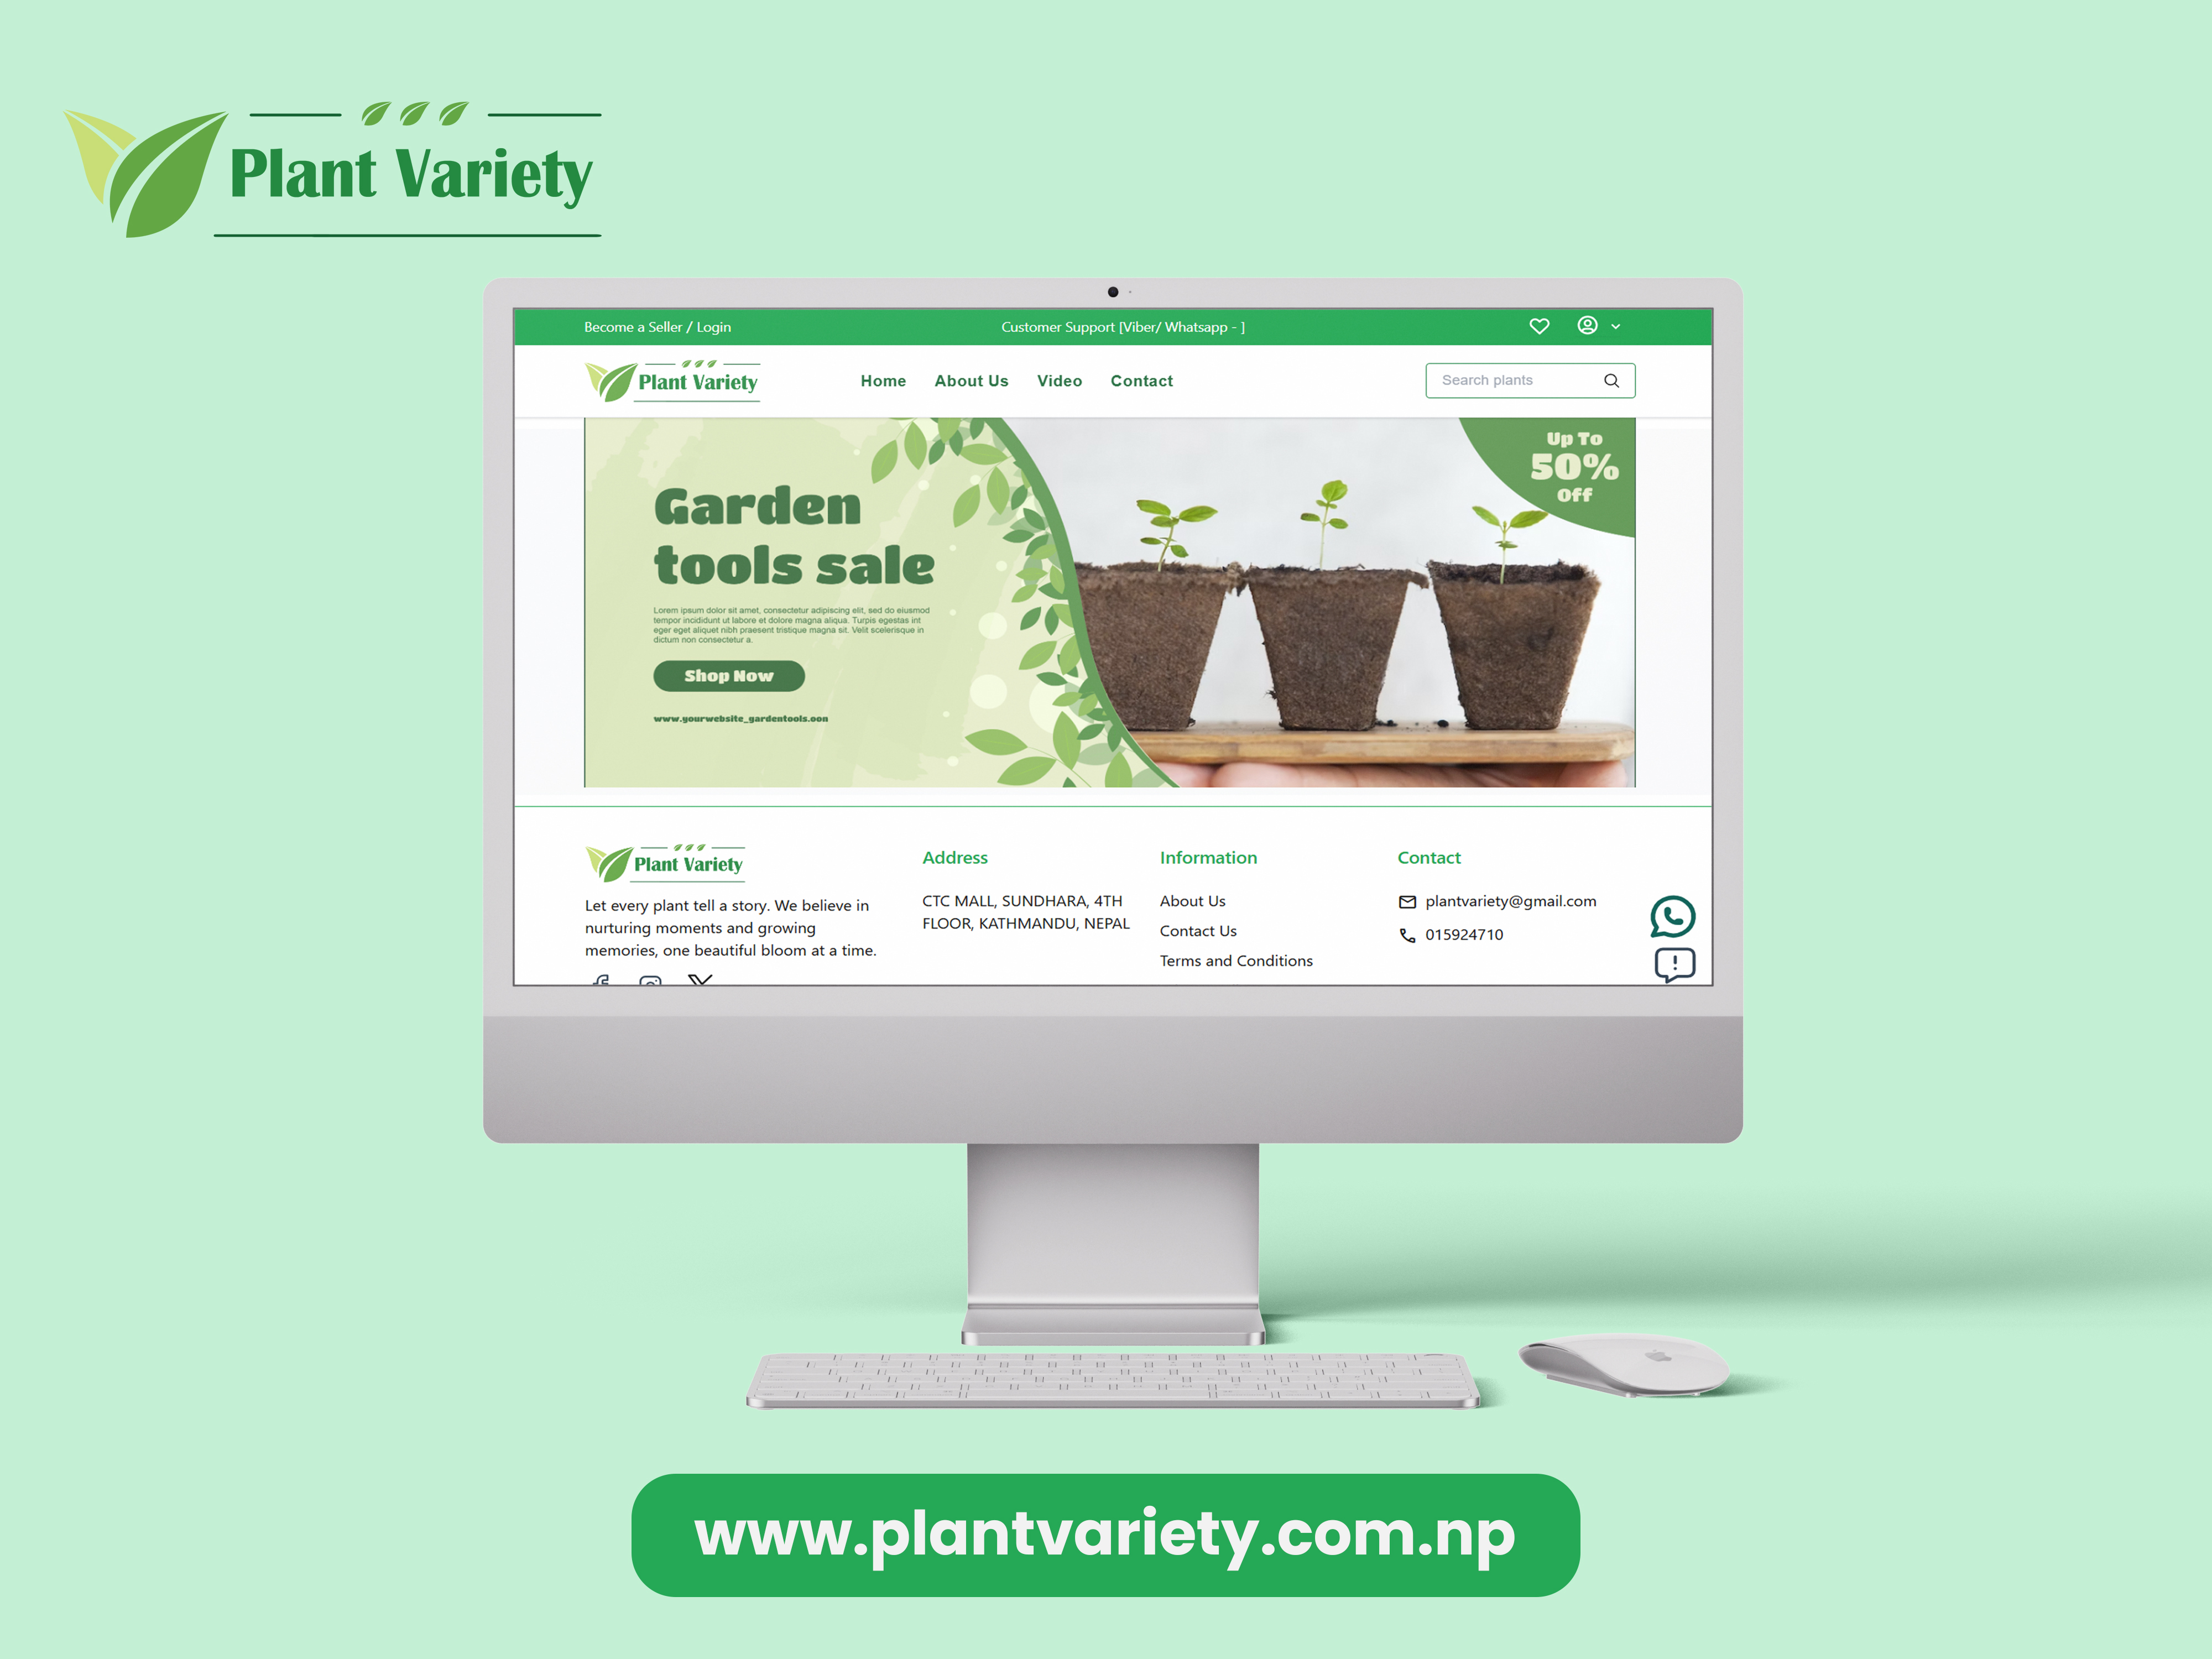 Plant Variety
Become a Seller / Login
Customer Support [Viber/ Whatsapp - ]
Plant Variety
Home
About Us
Video
Contact
Search plants
Garden
tools sale
Lorem ipsum dolor sit amet, consectetur adipiscing elit, sed do eiusmod
tempor incididunt ut labore et dolore magna aliqua. Turpis egestas int
eger eget aliquet nibh praesent tristique magna sit. Velit scelerisque in
dictum non consectetur a.
Shop Now
www.yourwebsite_gardentools.oon
Up To
50%
Off
Plant Variety
Let every plant tell a story. We believe in
nurturing moments and growing
memories, one beautiful bloom at a time.
Address
CTC MALL, SUNDHARA, 4TH
FLOOR, KATHMANDU, NEPAL
Information
About Us
Contact Us
Terms and Conditions
Contact
plantvariety@gmail.com
015924710
www.plantvariety.com.np